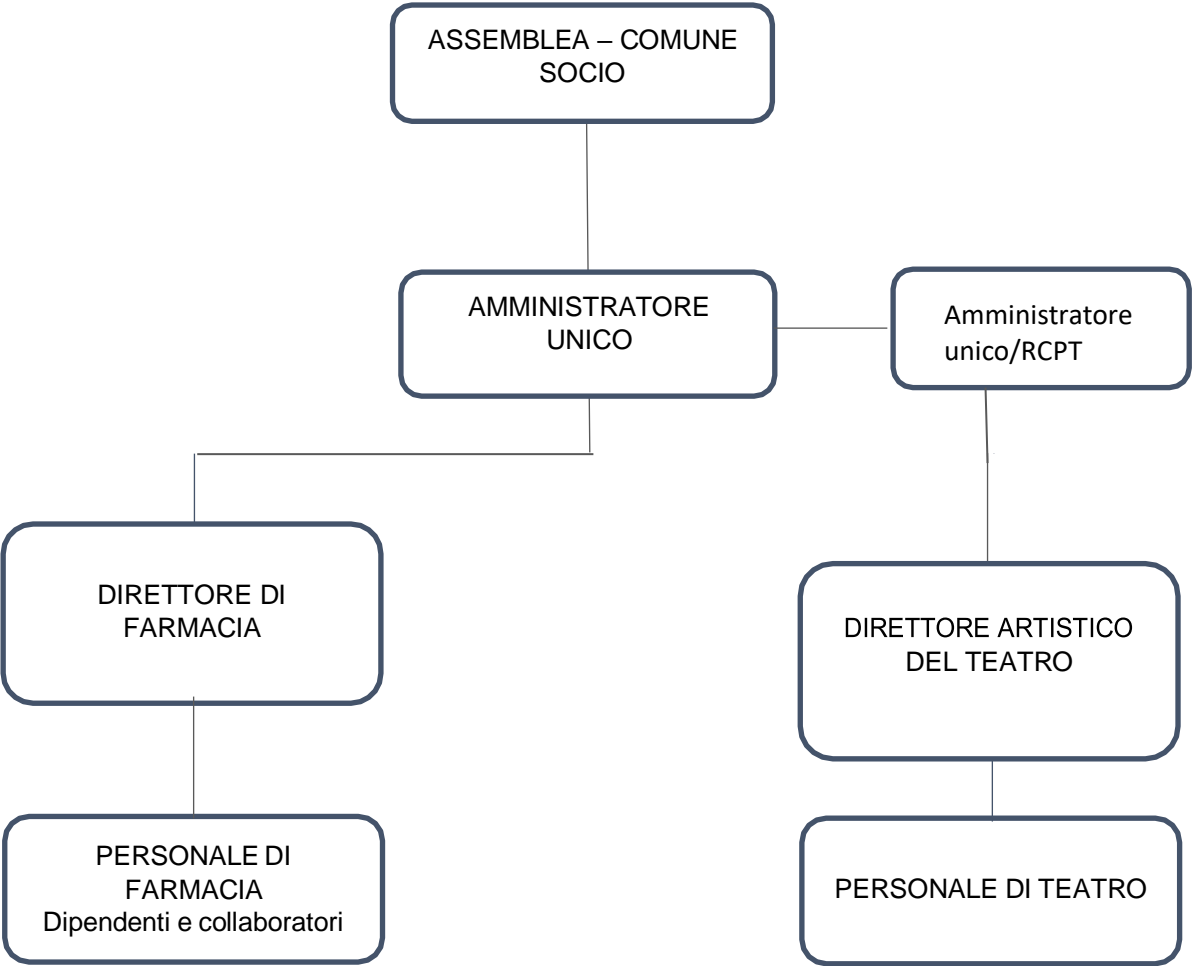 ASSEMBLEA – COMUNE
SOCIO
AMMINISTRATORE
UNICO
Amministratore
unico/RCPT
DIRETTORE DI
FARMACIA
DIRETTORE ARTISTICO
DEL TEATRO
PERSONALE DI
FARMACIA
Dipendenti e collaboratori
PERSONALE DI TEATRO